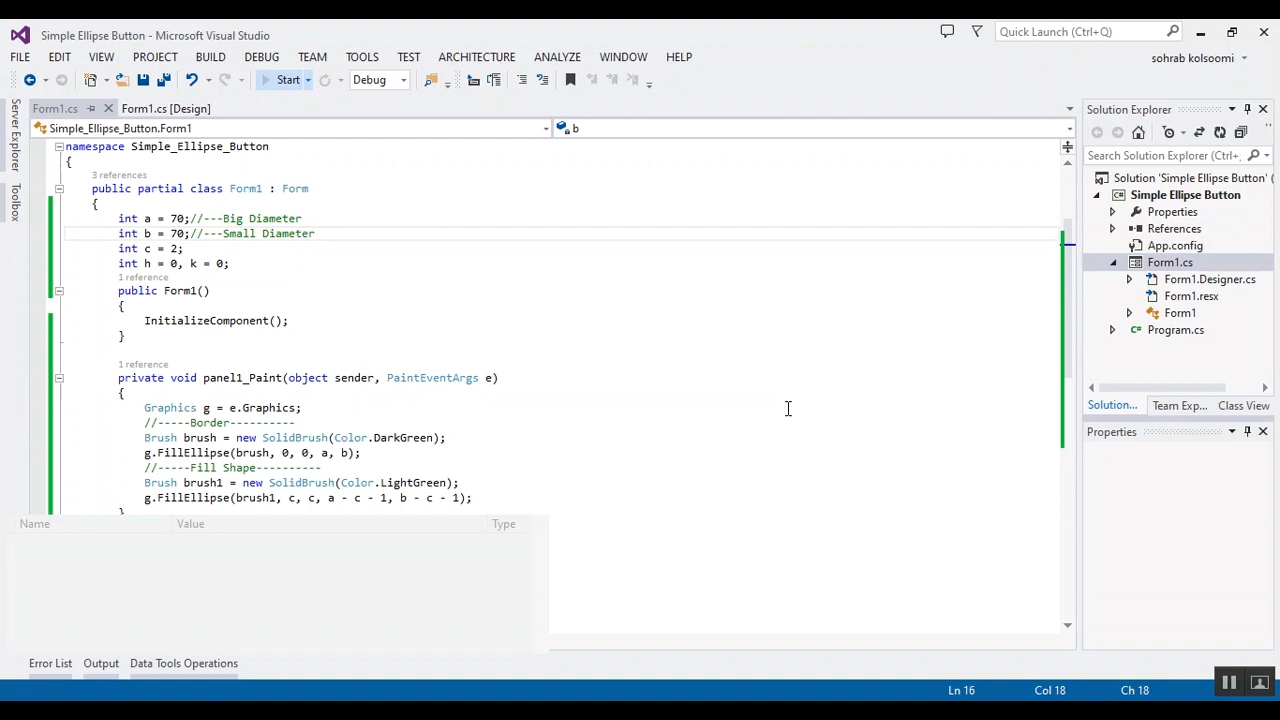 Simple Ellipse Button - Microsoft Visual Studio
Quick Launch (Ctrl+Q)
FILE EDIT VIEW PROJECT BUILD DEBUG TEAM TOOLS TEST ARCHITECTURE ANALYZE WINDOW HELP
sohrab kolsoomi
Start Debug
Server Explorer
Toolbox
Form1.cs Form1.cs [Design]
Simple_Ellipse_Button.Form1 b
namespace Simple_Ellipse_Button
{
3 references
public partial class Form1 : Form
{
int a = 70;//---Big Diameter
int b = 70;//---Small Diameter
int c = 2;
int h = 0, k = 0;
1 reference
public Form1()
{
InitializeComponent();
}
1 reference
private void panel1_Paint(object sender, PaintEventArgs e)
{
Graphics g = e.Graphics;
//-----Border----------
Brush brush = new SolidBrush(Color.DarkGreen);
g.FillEllipse(brush, 0, 0, a, b);
//-----Fill Shape----------
Brush brush1 = new SolidBrush(Color.LightGreen);
g.FillEllipse(brush1, c, c, a - c - 1, b - c - 1);
}
Name Value Type
Solution Explorer
Search Solution Explorer (Ctrl+,
Solution 'Simple Ellipse Button' (
Simple Ellipse Button
Properties
References
App.config
Form1.cs
Form1.Designer.cs
Form1.resx
Form1
Program.cs
Solution... Team Exp... Class View
Properties
Error List Output Data Tools Operations
Ln 16 Col 18 Ch 18